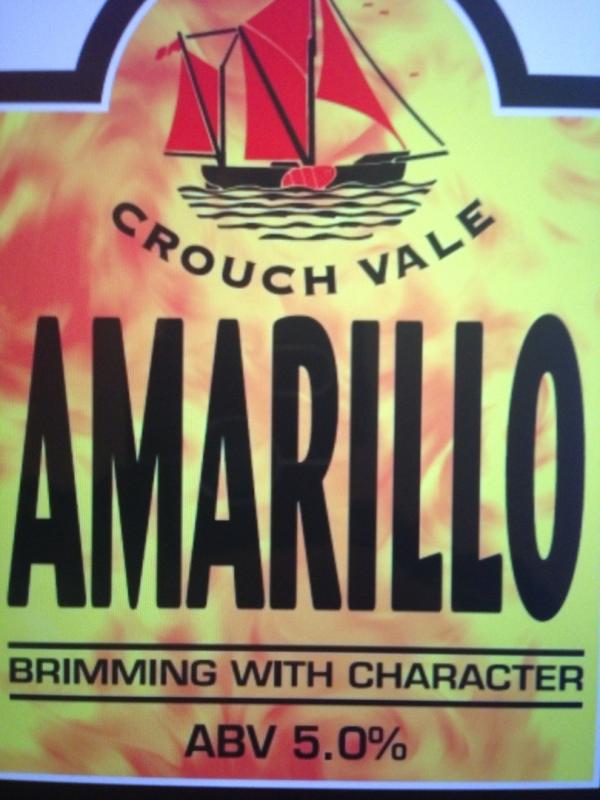 CROUCH VALE
AMARILLO
BRIMMING WITH CHARACTER
ABV 5.0%